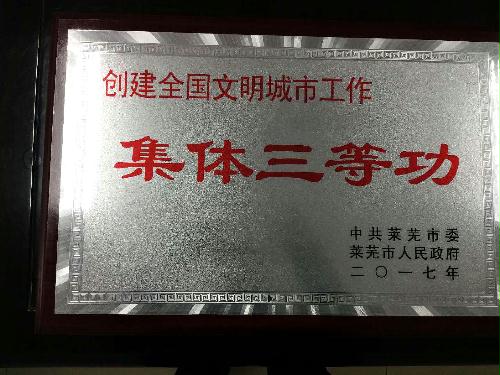 创建全国文明城市工作
集体三等功
中共莱芜市委
莱芜市人民政府
二〇一七年